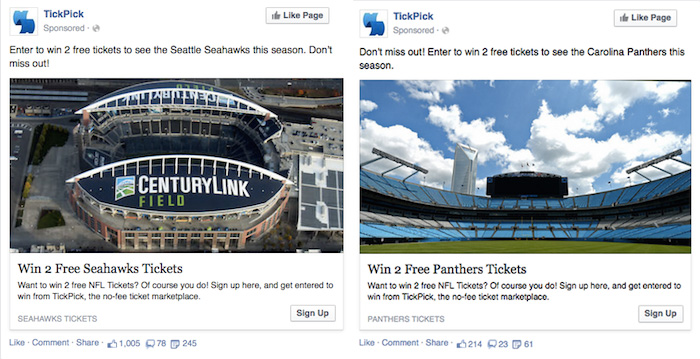 TickPick
Sponsored ·
Like Page
Enter to win 2 free tickets to see the Seattle Seahawks this season. Don't
miss out!
CENTURYLINK
FIELD
Win 2 Free Seahawks Tickets
Want to win 2 free NFL Tickets? Of course you do! Sign up here, and get entered to
win from TickPick, the no-fee ticket marketplace.
SEAHAWKS TICKETS
Sign Up
Like · Comment · Share · 1,005 78 245
TickPick
Sponsored ·
Like Page
Don't miss out! Enter to win 2 free tickets to see the Carolina Panthers this
season.
Win 2 Free Panthers Tickets
Want to win 2 free NFL Tickets? Of course you do! Sign up here, and get entered to
win from TickPick, the no-fee ticket marketplace.
PANTHERS TICKETS
Sign Up
Like · Comment · Share · 214 23 61